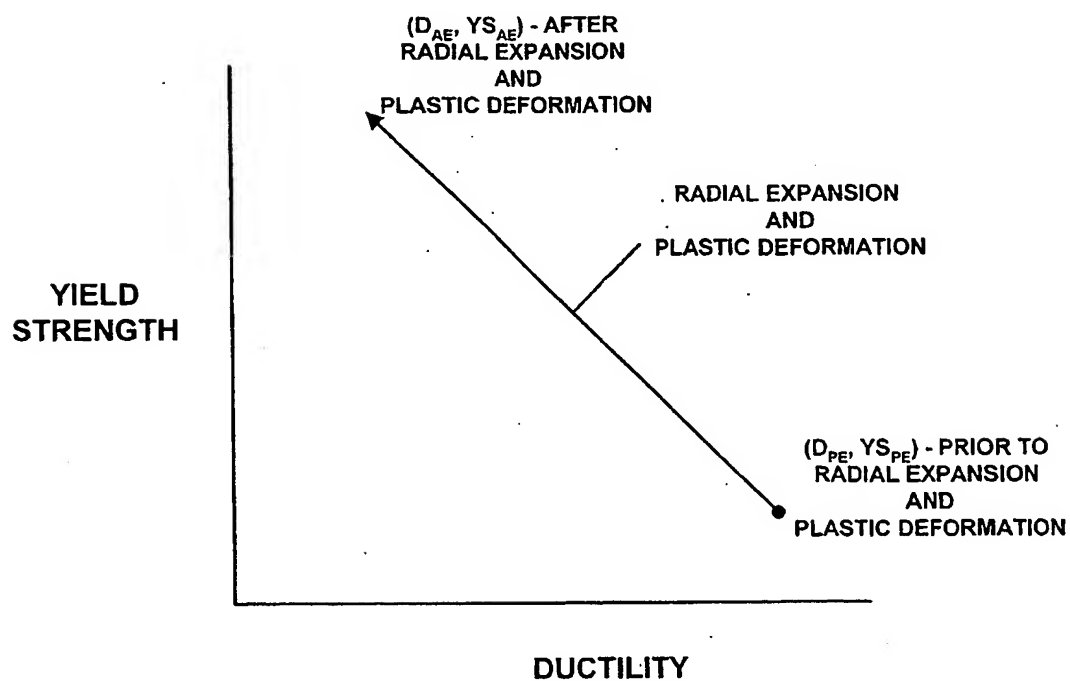 (D_AE, YS_AE) - AFTER
RADIAL EXPANSION
AND
PLASTIC DEFORMATION
RADIAL EXPANSION
AND
PLASTIC DEFORMATION
YIELD
STRENGTH
(D_PE, YS_PE) - PRIOR TO
RADIAL EXPANSION
AND
PLASTIC DEFORMATION
DUCTILITY